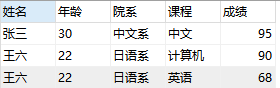 姓名 年龄 院系 课程 成绩
张三 30 中文系 中文 95
王六 22 日语系 计算机 90
王六 22 日语系 英语 68